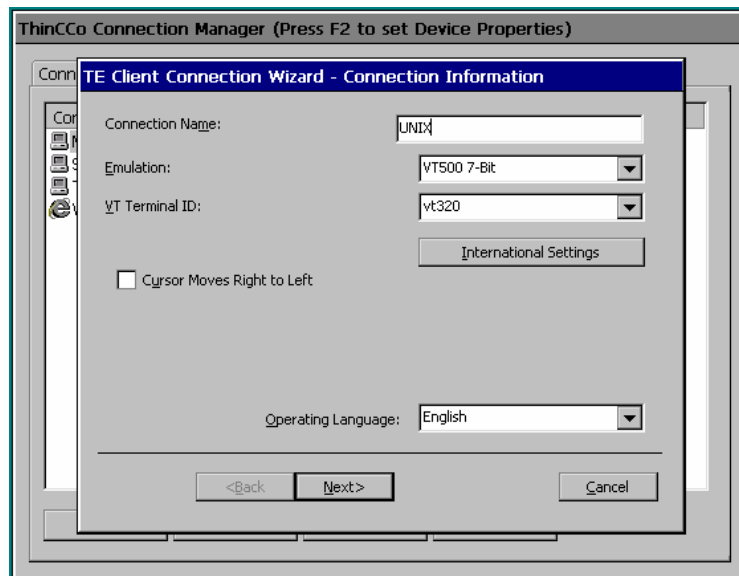 ThinCCo Connection Manager (Press F2 to set Device Properties)
Conn
TE Client Connection Wizard - Connection Information
Cor
Connection Name: UNIX
Emulation: VT500 7-Bit
VT Terminal ID: vt320
International Settings
Cursor Moves Right to Left
Operating Language: English
<Back Next> Cancel